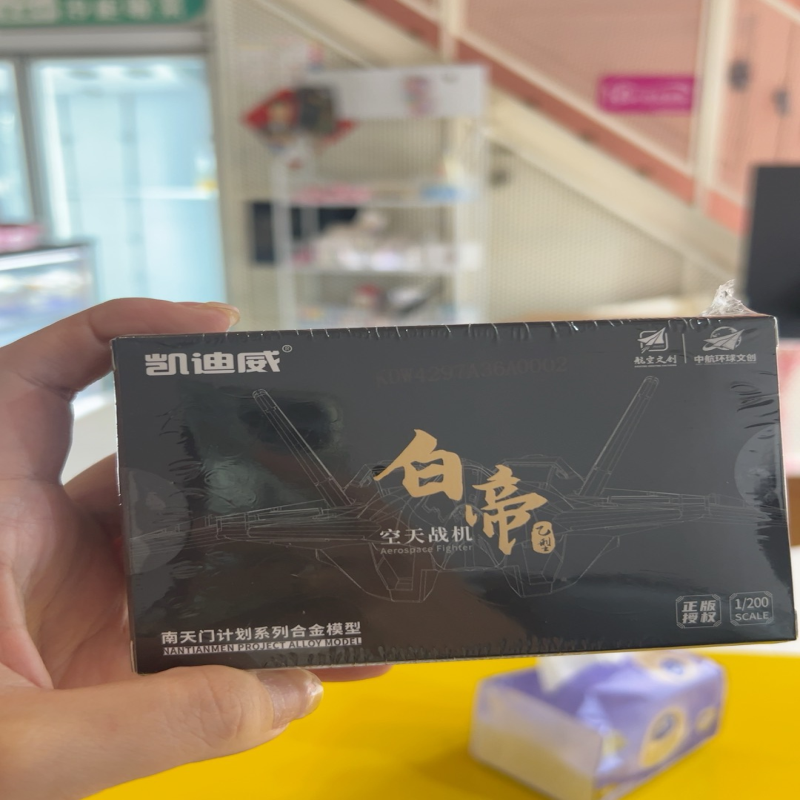 凯迪威®
航空文创
中航环球文创
白帝
乙型
空天战机
Aerospace Fighter
南天门计划系列合金模型
NANTIANMEN PROJECT ALLOY MODEL
正版
授权
1/200
SCALE